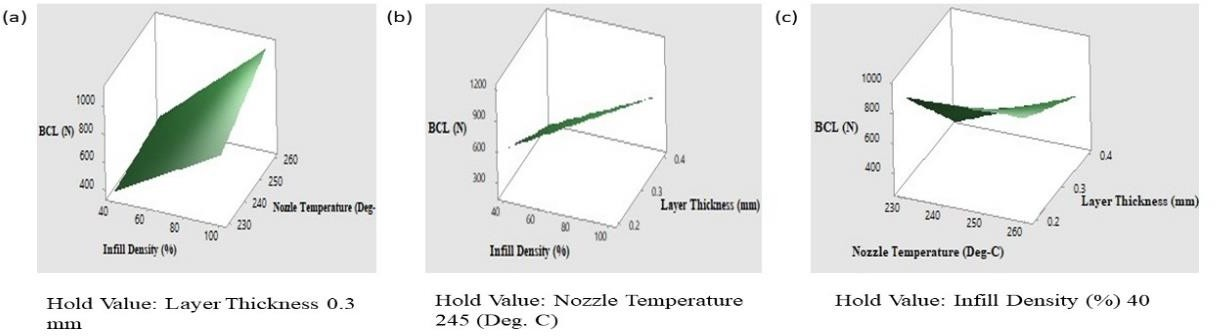 (a)
1000
BCL (N) 800
600
400
40
60
80
100
230
240
250
260
Nozzle Temperature (Deg-
Infill Density (%)
Hold Value: Layer Thickness 0.3
mm
(b)
1200
900
BCL (N)
600
300
40
60
80
100
0.2
0.3
0.4
Layer Thickness (mm)
Infill Density (%)
Hold Value: Nozzle Temperature
245 (Deg. C)
(c)
1000
800
BCL (N)
600
400
230
240
250
260
0.2
0.3
0.4
Layer Thickness (mm)
Nozzle Temperature (Deg-C)
Hold Value: Infill Density (%) 40